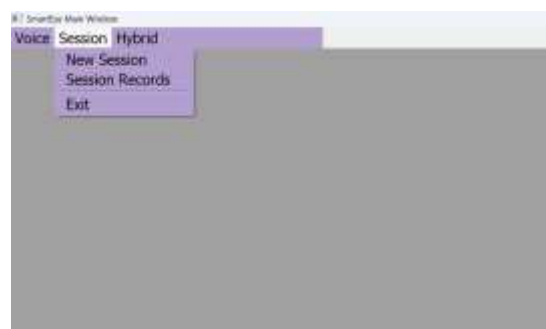 SmartEye Main Window
Voice Session Hybrid
New Session
Session Records
Exit